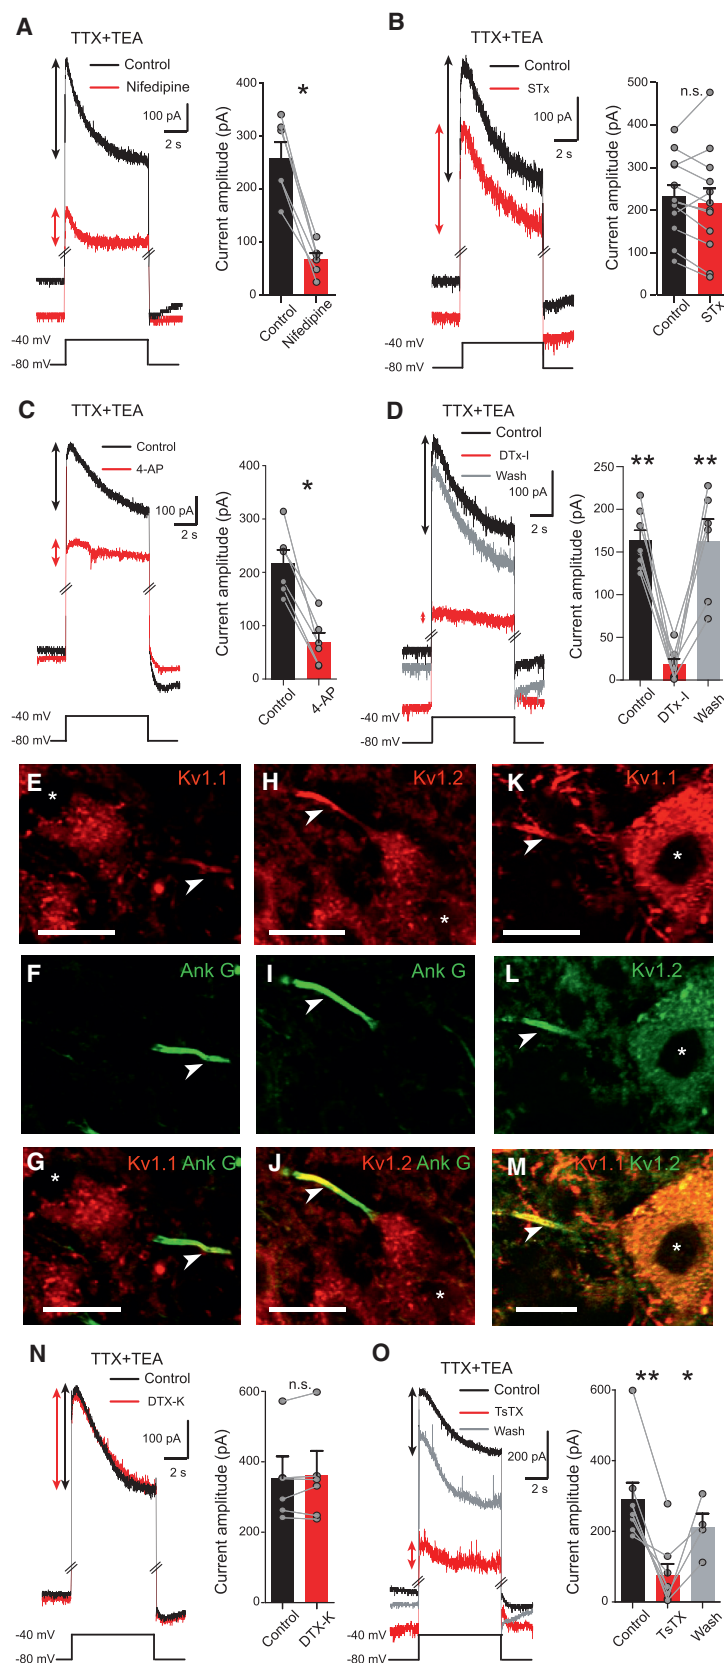 A
TTX+TEA
Control
Nifedipine
100 pA
2 s
-40 mV
-80 mV
Current amplitude (pA)
400
300
200
100
0
*
Control
Nifedipine
B
TTX+TEA
Control
STx
100 pA
2 s
-40 mV
-80 mV
Current amplitude (pA)
500
400
300
200
100
0
n.s.
Control
STx
C
TTX+TEA
Control
4-AP
100 pA
2 s
-40 mV
-80 mV
Current amplitude (pA)
400
300
200
100
0
*
Control
4-AP
D
TTX+TEA
Control
DTx-I
Wash
100 pA
2 s
-40 mV
-80 mV
Current amplitude (pA)
250
200
150
100
50
0
** **
Control
DTx-I
Wash
E
Kv1.1
*
H
Kv1.2
*
K
Kv1.1
*
F
Ank G
I
Ank G
L
Kv1.2
*
G
Kv1.1 Ank G
*
J
Kv1.2 Ank G
*
M
Kv1.1 Kv1.2
*
N
TTX+TEA
Control
DTX-K
100 pA
2 s
-40 mV
-80 mV
Current amplitude (pA)
600
400
200
0
n.s.
Control
DTX-K
O
TTX+TEA
Control
TsTX
Wash
200 pA
2 s
-40 mV
-80 mV
Current amplitude (pA)
600
400
200
0
** *
Control
TsTX
Wash